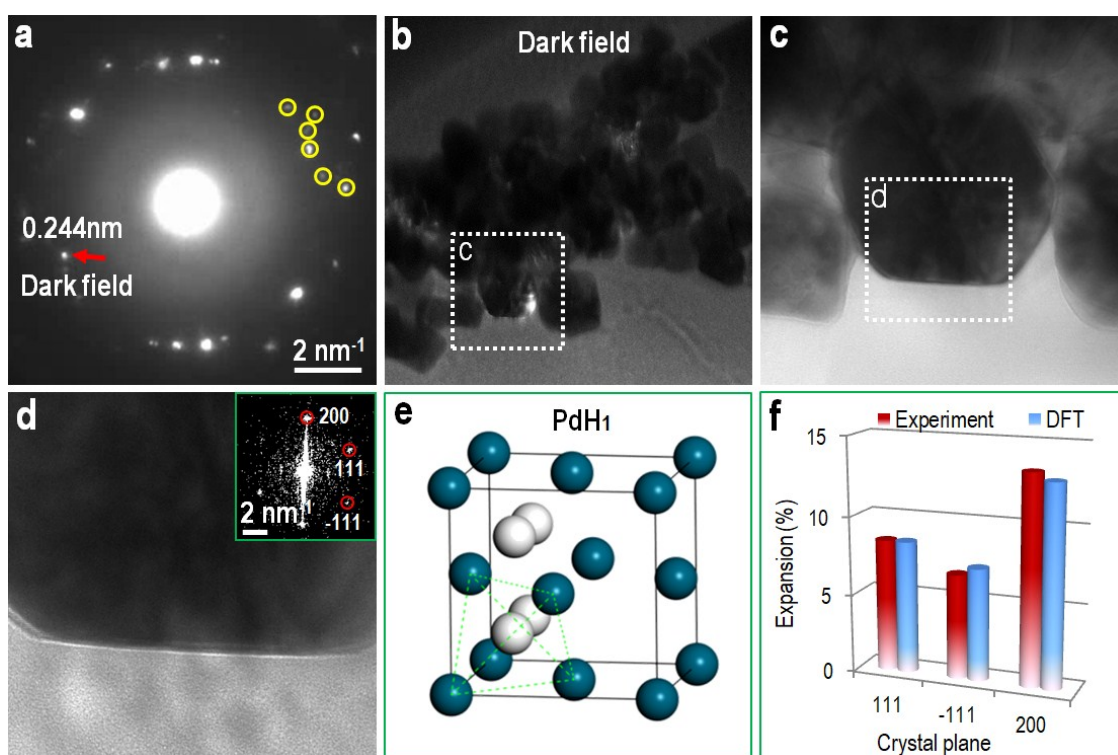 a
0.244nm
Dark field
2 nm-1
b
Dark field
c
c
d
d
200
111
-111
2 nm-1
e
PdH1
f
Experiment
DFT
15
10
5
0
Expansion (%)
111
-111
200
Crystal plane